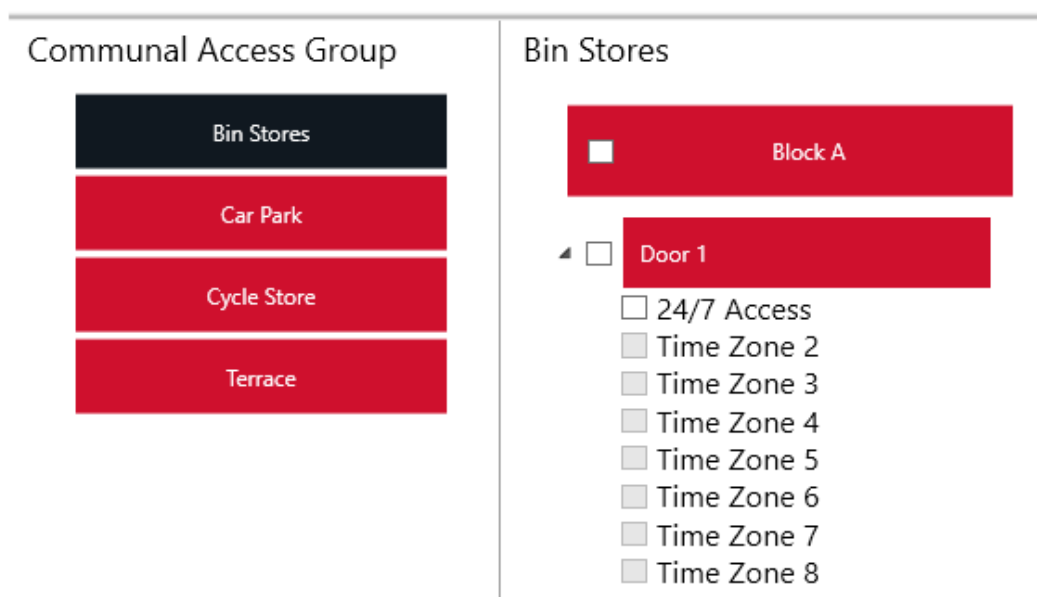 Communal Access Group
Bin Stores
Car Park
Cycle Store
Terrace
Bin Stores
Block A
Door 1
24/7 Access
Time Zone 2
Time Zone 3
Time Zone 4
Time Zone 5
Time Zone 6
Time Zone 7
Time Zone 8